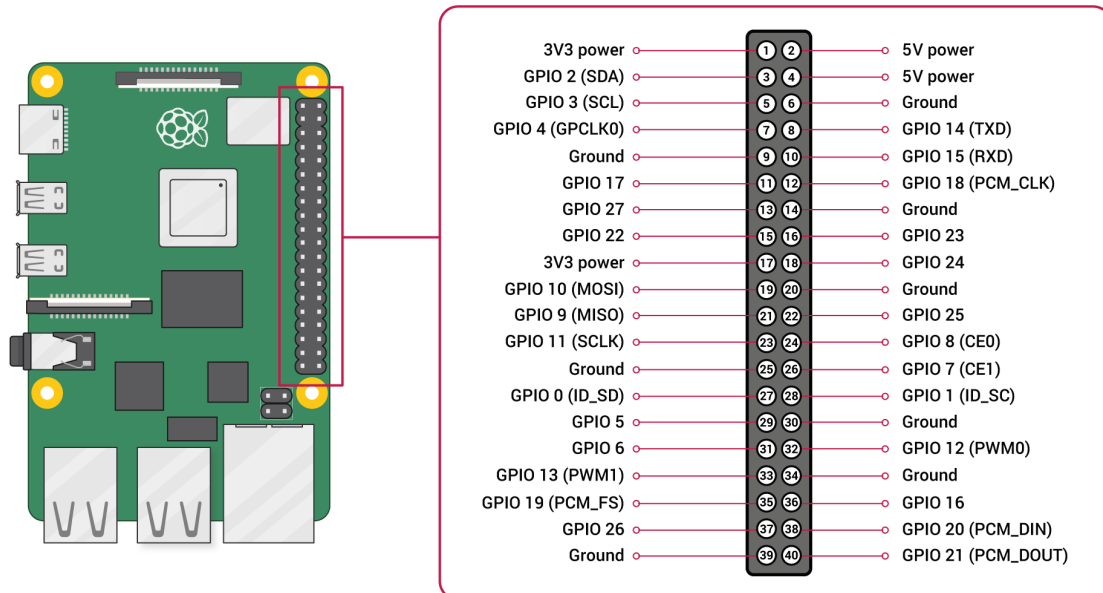 3V3 power 1 2 5V power
GPIO 2 (SDA) 3 4 5V power
GPIO 3 (SCL) 5 6 Ground
GPIO 4 (GPCLK0) 7 8 GPIO 14 (TXD)
Ground 9 10 GPIO 15 (RXD)
GPIO 17 11 12 GPIO 18 (PCM_CLK)
GPIO 27 13 14 Ground
GPIO 22 15 16 GPIO 23
3V3 power 17 18 GPIO 24
GPIO 10 (MOSI) 19 20 Ground
GPIO 9 (MISO) 21 22 GPIO 25
GPIO 11 (SCLK) 23 24 GPIO 8 (CE0)
Ground 25 26 GPIO 7 (CE1)
GPIO 0 (ID_SD) 27 28 GPIO 1 (ID_SC)
GPIO 5 29 30 Ground
GPIO 6 31 32 GPIO 12 (PWM0)
GPIO 13 (PWM1) 33 34 Ground
GPIO 19 (PCM_FS) 35 36 GPIO 16
GPIO 26 37 38 GPIO 20 (PCM_DIN)
Ground 39 40 GPIO 21 (PCM_DOUT)